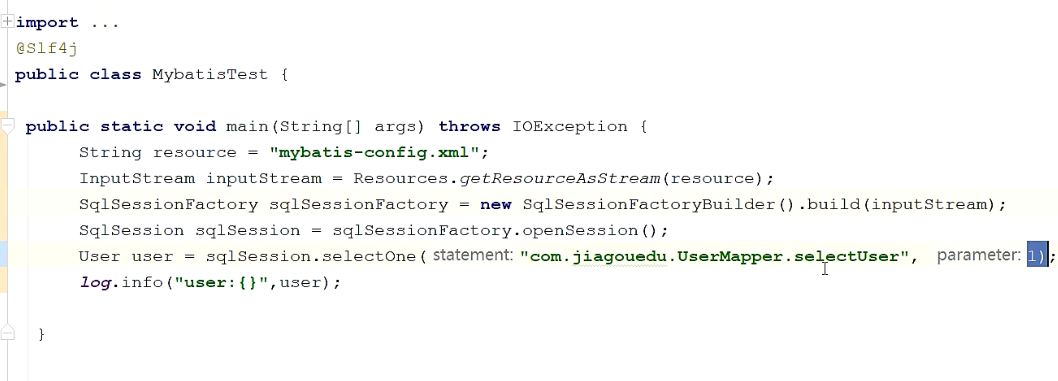 import ...
@Slf4j
public class MybatisTest {
public static void main(String[] args) throws IOException {
String resource = "mybatis-config.xml";
InputStream inputStream = Resources.getResourceAsStream(resource);
SqlSessionFactory sqlSessionFactory = new SqlSessionFactoryBuilder().build(inputStream);
SqlSession sqlSession = sqlSessionFactory.openSession();
User user = sqlSession.selectOne( statement: "com.jiagouedu.UserMapper.selectUser", parameter: 1);
log.info("user:{}",user);
}